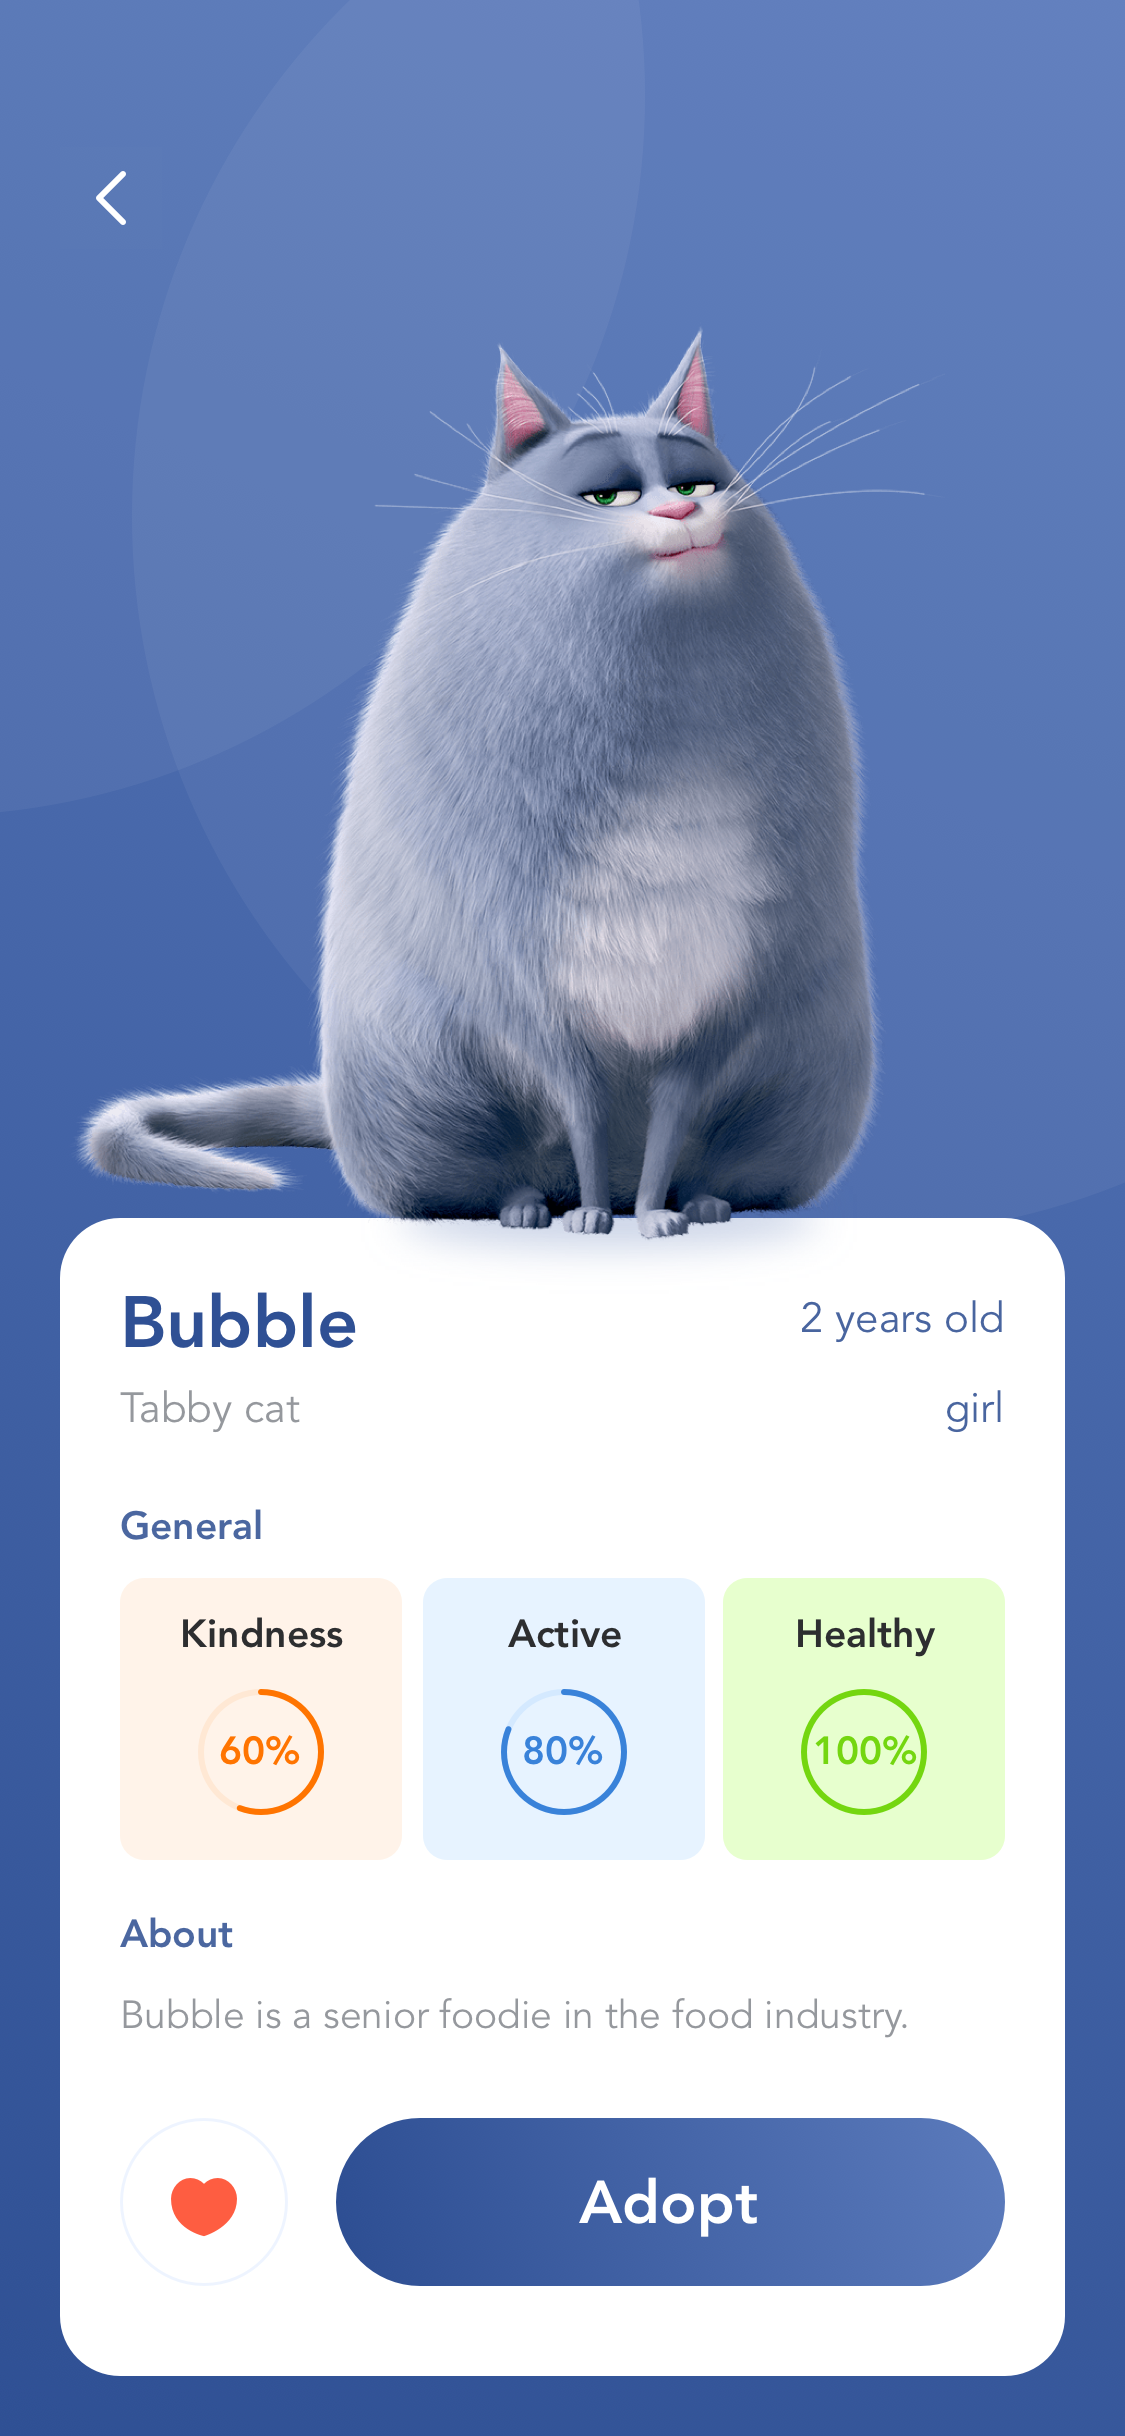 Bubble
2 years old
Tabby cat
girl
General
Kindness
Active
Healthy
60%
80%
100%
About
Bubble is a senior foodie in the food industry.
Adopt